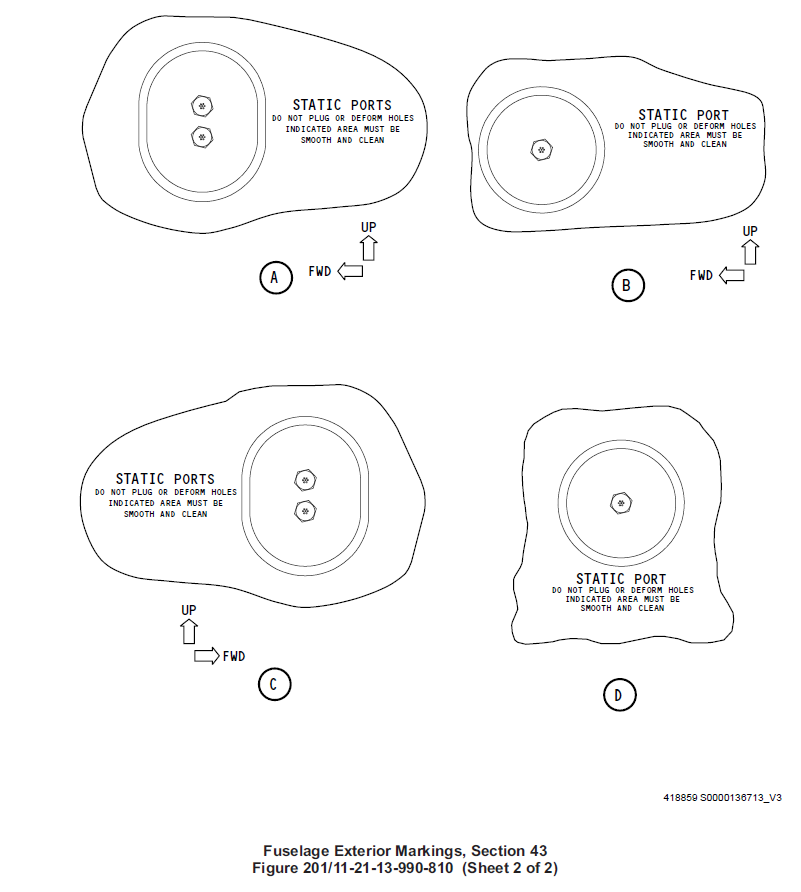 STATIC PORTS
DO NOT PLUG OR DEFORM HOLES
INDICATED AREA MUST BE
SMOOTH AND CLEAN
UP
FWD
A
STATIC PORT
DO NOT PLUG OR DEFORM HOLES
INDICATED AREA MUST BE
SMOOTH AND CLEAN
UP
FWD
B
STATIC PORTS
DO NOT PLUG OR DEFORM HOLES
INDICATED AREA MUST BE
SMOOTH AND CLEAN
UP
FWD
C
STATIC PORT
DO NOT PLUG OR DEFORM HOLES
INDICATED AREA MUST BE
SMOOTH AND CLEAN
D
418859 S0000136713_V3
Fuselage Exterior Markings, Section 43
Figure 201/11-21-13-990-810 (Sheet 2 of 2)